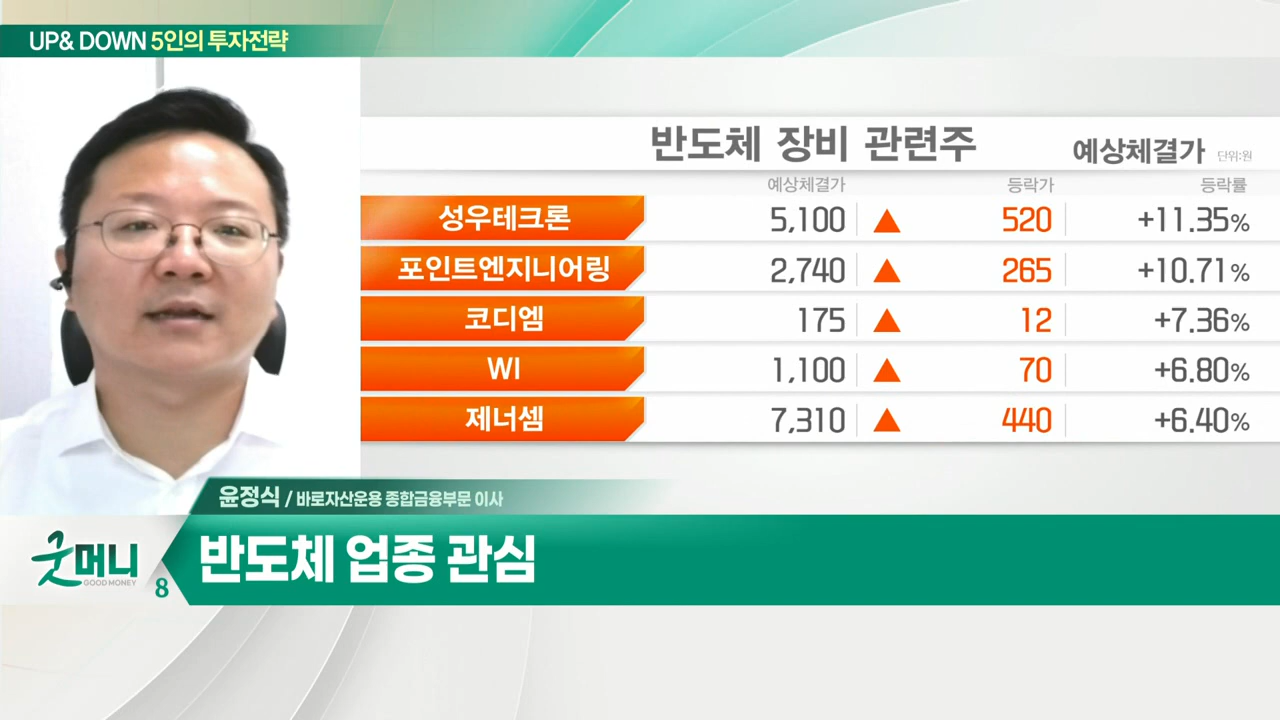 UP& DOWN 5인의 투자전략
반도체 장비 관련주 예상체결가 단위:원
예상체결가 등락가 등락률
성우테크론 5,100 ▲ 520 +11.35%
포인트엔지니어링 2,740 ▲ 265 +10.71%
코디엠 175 ▲ 12 +7.36%
WI 1,100 ▲ 70 +6.80%
제너셈 7,310 ▲ 440 +6.40%
윤정식 / 바로자산운용 종합금융부문 이사
굿머니
GOOD MONEY
8
반도체 업종 관심